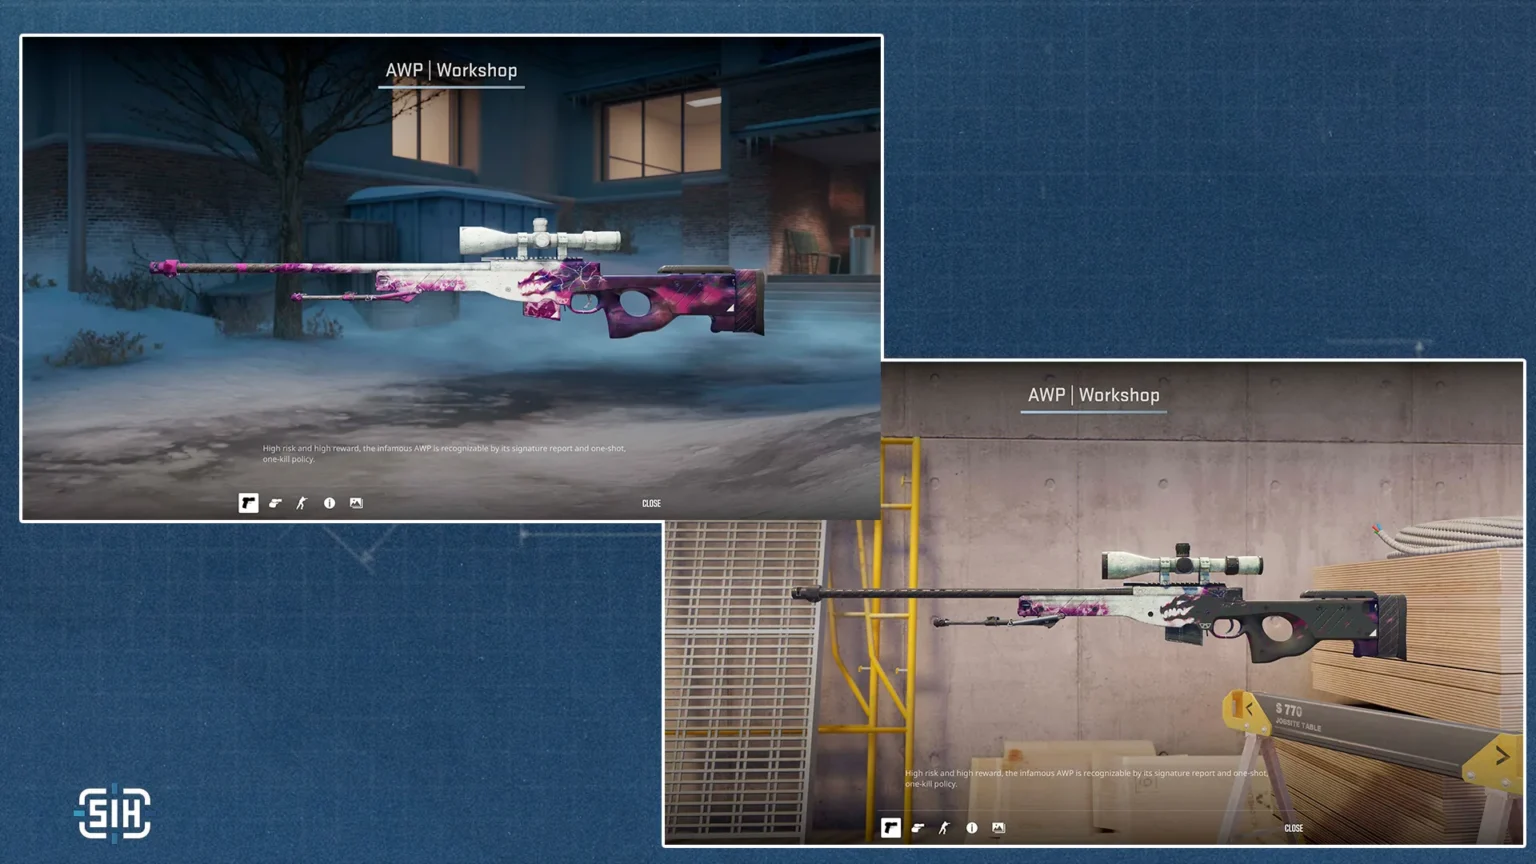 AWP | Workshop
High risk and high reward, the infamous AWP is recognizable by its signature report and one-shot,
one-kill policy.
CLOSE
AWP | Workshop
S 770
JOBSITE TABLE
High risk and high reward, the infamous AWP is recognizable by its signature report and one-shot,
one-kill policy.
CLOSE
SIH